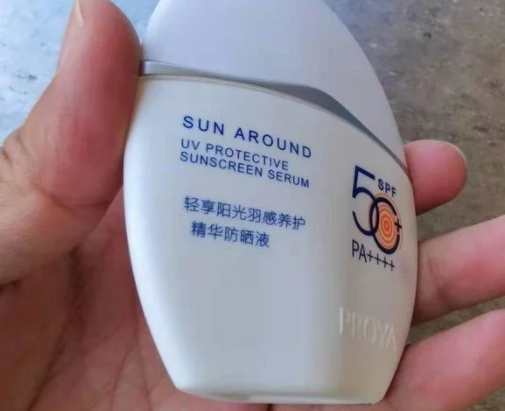 SUN AROUND
UV PROTECTIVE
SUNSCREEN SERUM
轻享阳光羽感养护
精华防晒液
SPF
50+
PA++++
PROYA